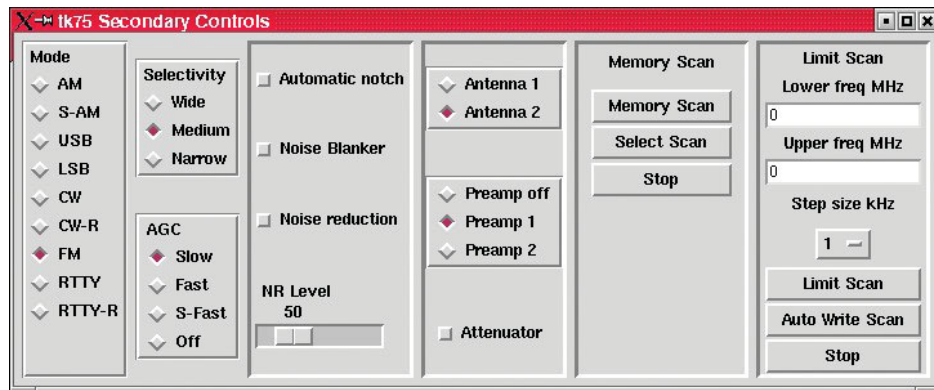 tk75 Secondary Controls
Mode
AM
S-AM
USB
LSB
CW
CW-R
FM
RTTY
RTTY-R
Selectivity
Wide
Medium
Narrow
AGC
Slow
Fast
S-Fast
Off
Automatic notch
Noise Blanker
Noise reduction
NR Level
50
Antenna 1
Antenna 2
Preamp off
Preamp 1
Preamp 2
Attenuator
Memory Scan
Memory Scan
Select Scan
Stop
Limit Scan
Lower freq MHz
0
Upper freq MHz
0
Step size kHz
1
Limit Scan
Auto Write Scan
Stop